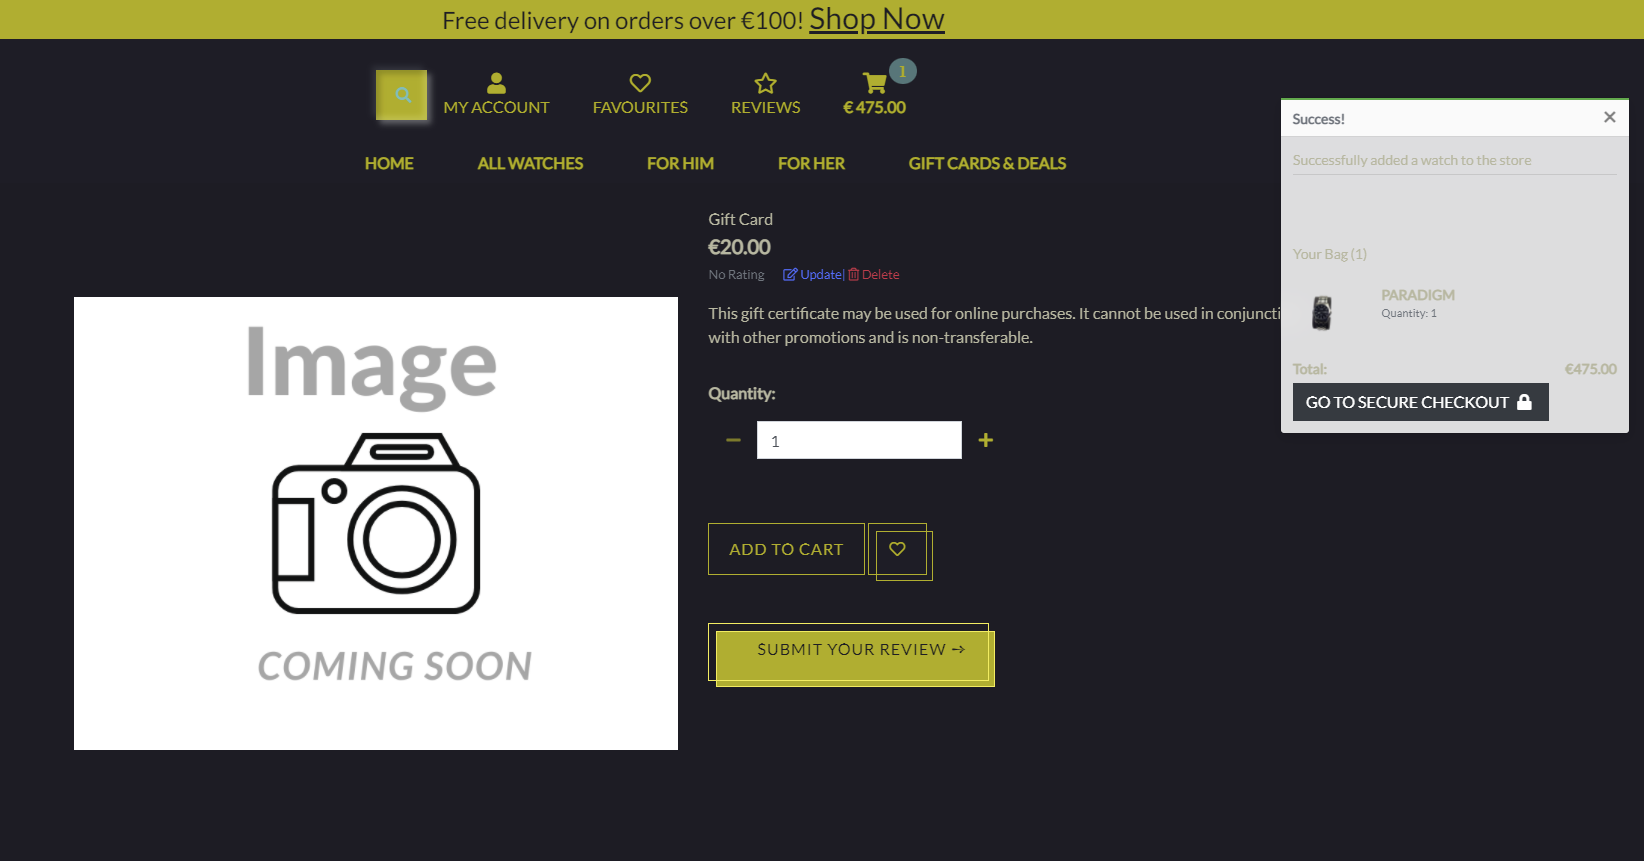 Free delivery on orders over €100! Shop Now
1
MY ACCOUNT FAVOURITES REVIEWS € 475.00
HOME ALL WATCHES FOR HIM FOR HER GIFT CARDS & DEALS
Gift Card
€20.00
No Rating Update| Delete
This gift certificate may be used for online purchases. It cannot be used in conjuncti
with other promotions and is non-transferable.
Quantity:
1
ADD TO CART
SUBMIT YOUR REVIEW
Image
COMING SOON
Success! ×
Successfully added a watch to the store
Your Bag (1)
PARADIGM
Quantity: 1
Total: €475.00
GO TO SECURE CHECKOUT